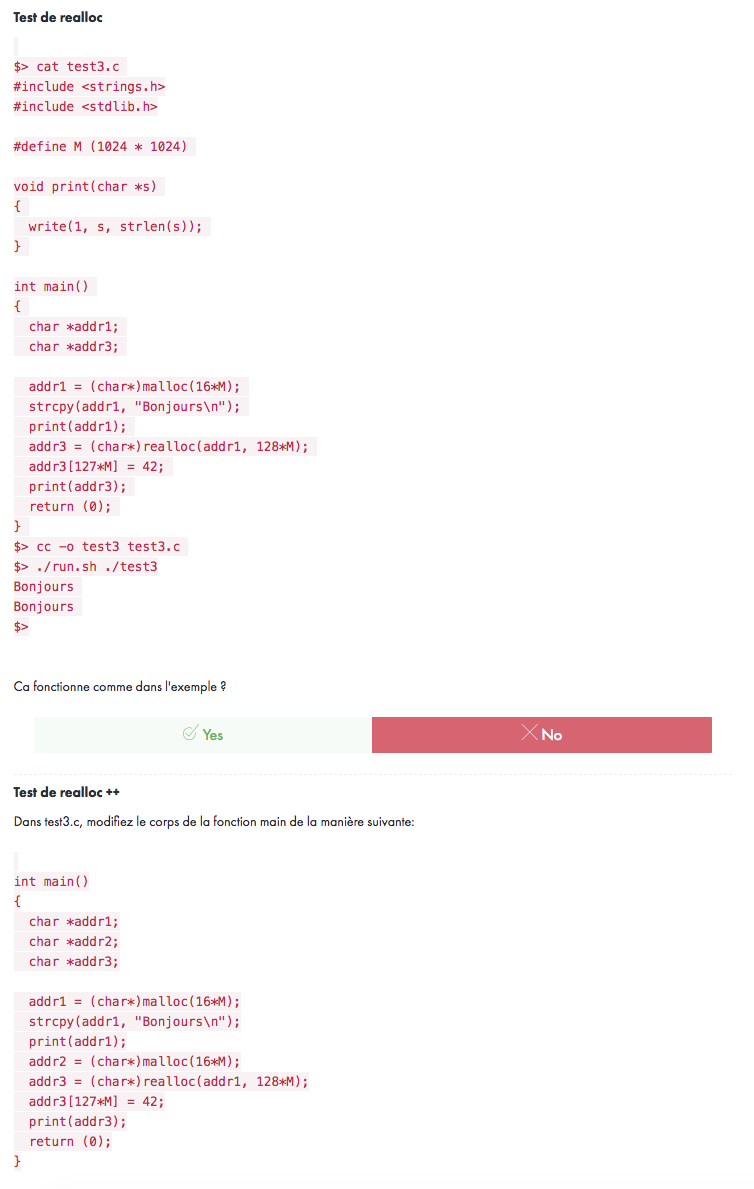 Test de realloc
$> cat test3.c
#include <strings.h>
#include <stdlib.h>
#define M (1024 * 1024)
void print(char *s)
{
write(1, s, strlen(s));
}
int main()
{
char *addr1;
char *addr3;
addr1 = (char*)malloc(16*M);
strcpy(addr1, "Bonjours\n");
print(addr1);
addr3 = (char*)realloc(addr1, 128*M);
addr3[127*M] = 42;
print(addr3);
return (0);
}
$> cc -o test3 test3.c
$> ./run.sh ./test3
Bonjours
Bonjours
$>
Ca fonctionne comme dans l'exemple ?
Yes
No
Test de realloc ++
Dans test3.c, modifiez le corps de la fonction main de la manière suivante:
int main()
{
char *addr1;
char *addr2;
char *addr3;
addr1 = (char*)malloc(16*M);
strcpy(addr1, "Bonjours\n");
print(addr1);
addr2 = (char*)malloc(16*M);
addr3 = (char*)realloc(addr1, 128*M);
addr3[127*M] = 42;
print(addr3);
return (0);
}